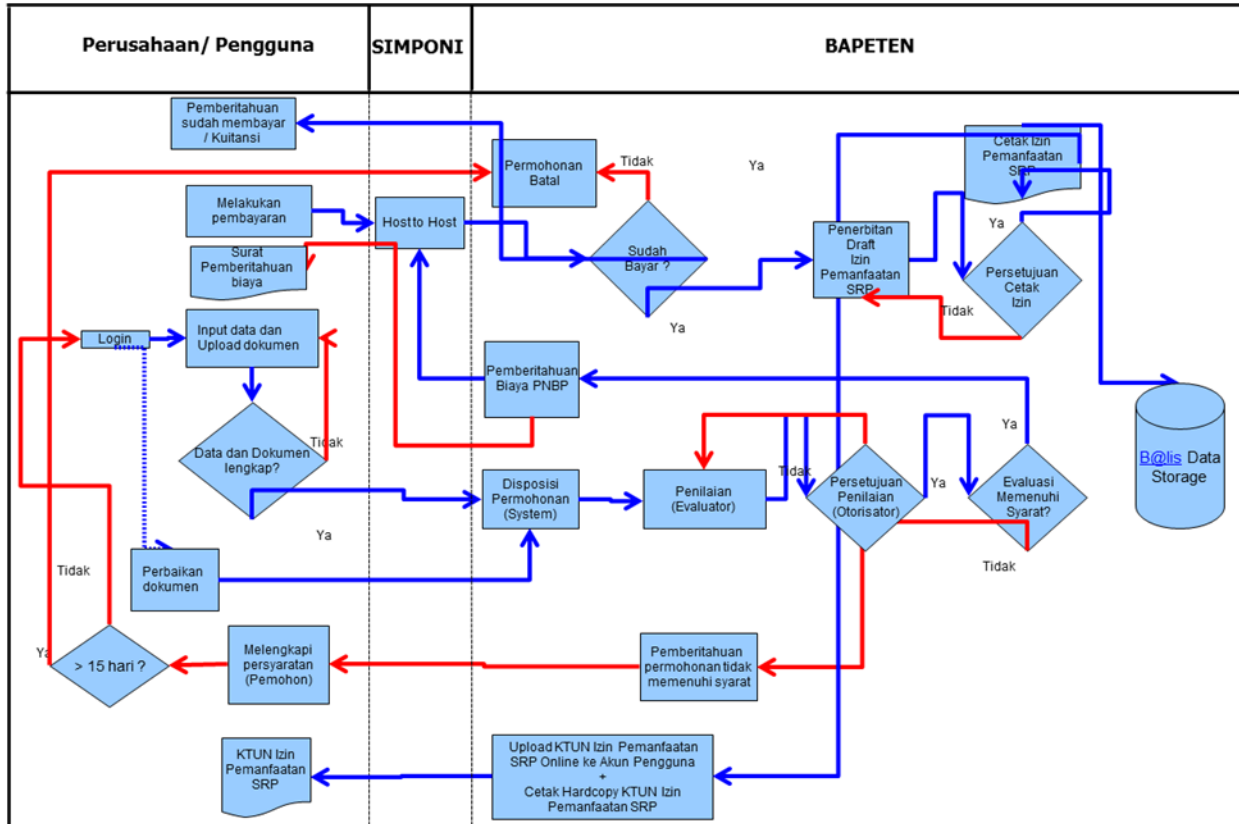 Perusahaan/ Pengguna
SIMPONI
BAPETEN
Pemberitahuan
sudah membayar
/ Kuitansi
Melakukan
pembayaran
Surat
Pemberitahuan
biaya
Host to Host
Permohonan
Batal
Tidak
Ya
Sudah
Bayar ?
Ya
Penerbitan
Draft
Izin
Pemanfaatan
SRP
Cetak Izin
Pemanfaatan
SRP
Ya
Persetujuan
Cetak
Izin
Tidak
Login
Input data dan
Upload dokumen
Data dan Dokumen
lengkap?
Tidak
Ya
Pemberitahuan
Biaya PNBP
Disposisi
Permohonan
(System)
Penilaian
(Evaluator)
Tidak
Persetujuan
Penilaian
(Otorisator)
Ya
Evaluasi
Memenuhi
Syarat?
Ya
Tidak
B@lis Data
Storage
Perbaikan
dokumen
Tidak
Ya
> 15 hari ?
Melengkapi
persyaratan
(Pemohon)
Pemberitahuan
permohonan tidak
memenuhi syarat
KTUN Izin
Pemanfaatan
SRP
Upload KTUN Izin Pemanfaatan
SRP Online ke Akun Pengguna
+
Cetak Hardcopy KTUN Izin
Pemanfaatan SRP